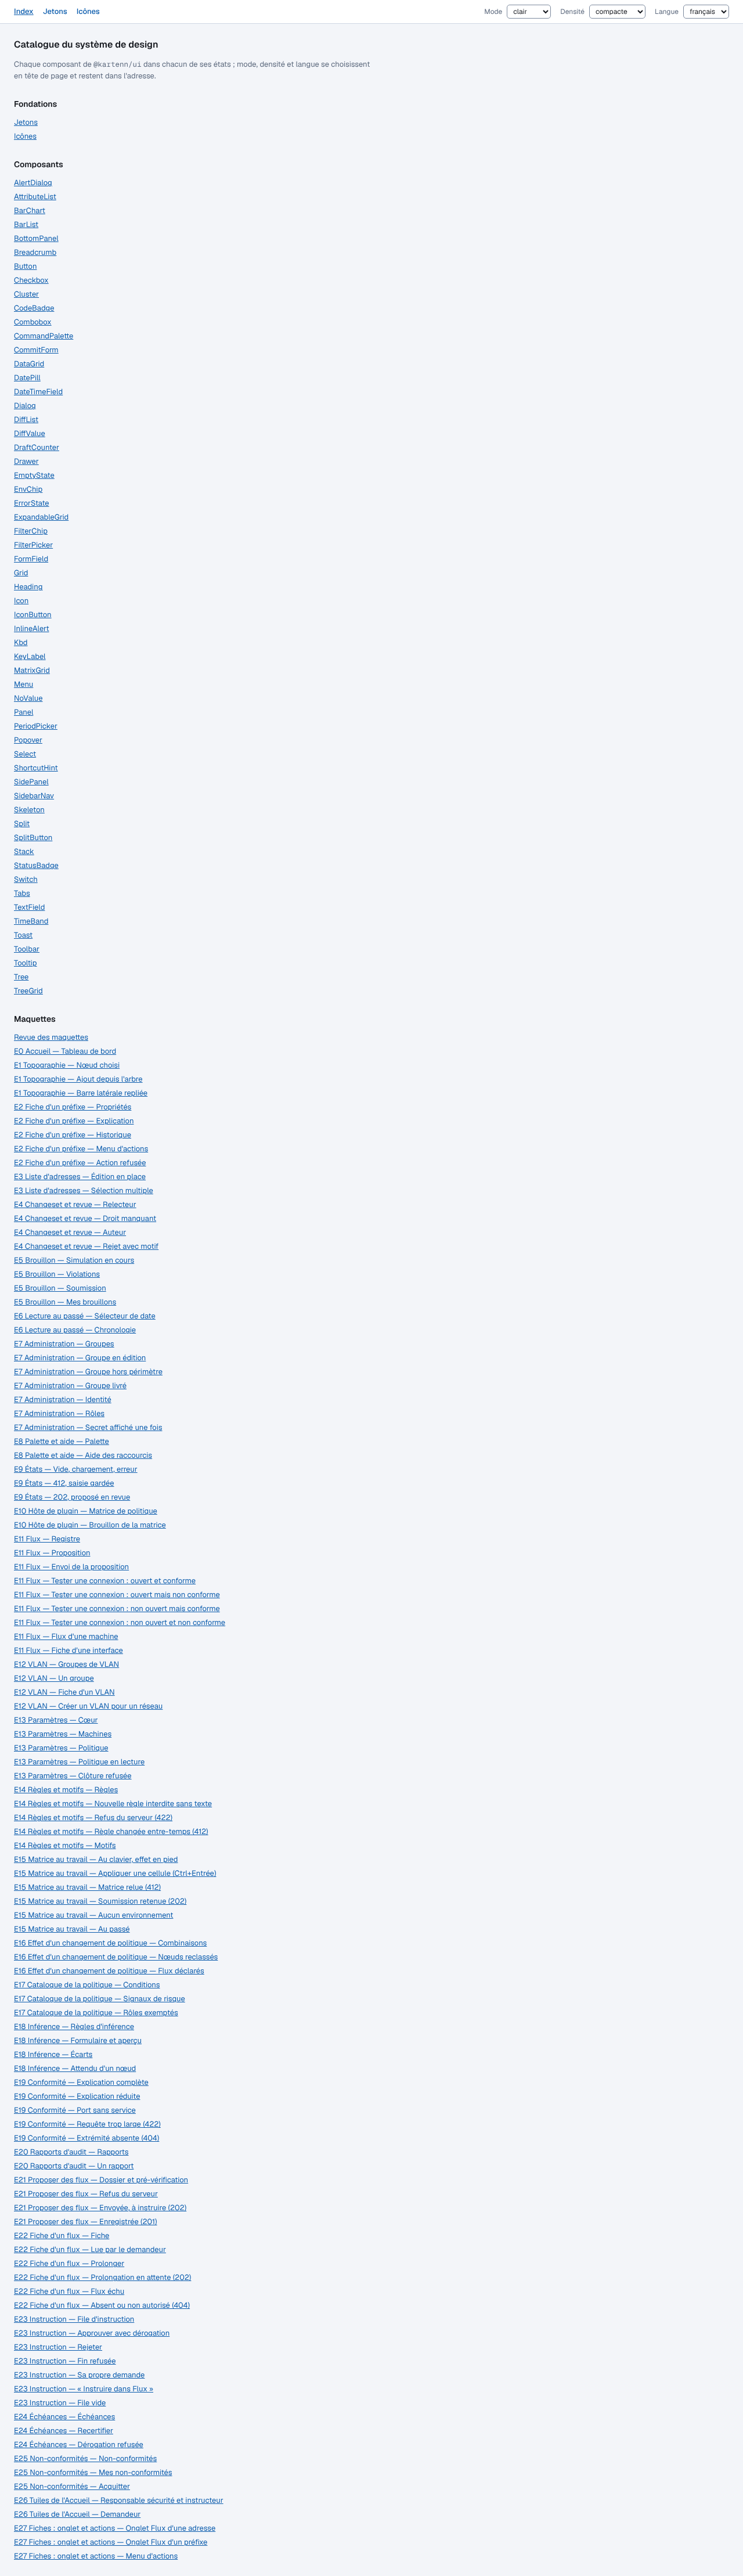 Index Jetons Icônes Mode clair Densité compacte Langue français
Catalogue du système de design
Chaque composant de @kartenn/ui dans chacun de ses états ; mode, densité et langue se choisissent
en tête de page et restent dans l'adresse.
Fondations
Jetons
Icônes
Composants
AlertDialog
AttributeList
BarChart
BarList
BottomPanel
Breadcrumb
Button
Checkbox
Cluster
CodeBadge
Combobox
CommandPalette
CommitForm
DataGrid
DatePill
DateTimeField
Dialog
DiffList
DiffValue
DraftCounter
Drawer
EmptyState
EnvChip
ErrorState
ExpandableGrid
FilterChip
FilterPicker
FormField
Grid
Heading
Icon
IconButton
InlineAlert
Kbd
KeyLabel
MatrixGrid
Menu
NoValue
Panel
PeriodPicker
Popover
Select
ShortcutHint
SidePanel
SidebarNav
Skeleton
Split
SplitButton
Stack
StatusBadge
Switch
Tabs
TextField
TimeBand
Toast
Toolbar
Tooltip
Tree
TreeGrid
Maquettes
Revue des maquettes
E0 Accueil — Tableau de bord
E1 Topographie — Nœud choisi
E1 Topographie — Ajout depuis l'arbre
E1 Topographie — Barre latérale repliée
E2 Fiche d'un préfixe — Propriétés
E2 Fiche d'un préfixe — Explication
E2 Fiche d'un préfixe — Historique
E2 Fiche d'un préfixe — Menu d'actions
E2 Fiche d'un préfixe — Action refusée
E3 Liste d'adresses — Édition en place
E3 Liste d'adresses — Sélection multiple
E4 Changeset et revue — Relecteur
E4 Changeset et revue — Droit manquant
E4 Changeset et revue — Auteur
E4 Changeset et revue — Rejet avec motif
E5 Brouillon — Simulation en cours
E5 Brouillon — Violations
E5 Brouillon — Soumission
E5 Brouillon — Mes brouillons
E6 Lecture au passé — Sélecteur de date
E6 Lecture au passé — Chronologie
E7 Administration — Groupes
E7 Administration — Groupe en édition
E7 Administration — Groupe hors périmètre
E7 Administration — Groupe livré
E7 Administration — Identité
E7 Administration — Rôles
E7 Administration — Secret affiché une fois
E8 Palette et aide — Palette
E8 Palette et aide — Aide des raccourcis
E9 États — Vide, chargement, erreur
E9 États — 412, saisie gardée
E9 États — 202, proposé en revue
E10 Hôte de plugin — Matrice de politique
E10 Hôte de plugin — Brouillon de la matrice
E11 Flux — Registre
E11 Flux — Proposition
E11 Flux — Envoi de la proposition
E11 Flux — Tester une connexion : ouvert et conforme
E11 Flux — Tester une connexion : ouvert mais non conforme
E11 Flux — Tester une connexion : non ouvert mais conforme
E11 Flux — Tester une connexion : non ouvert et non conforme
E11 Flux — Flux d'une machine
E11 Flux — Fiche d'une interface
E12 VLAN — Groupes de VLAN
E12 VLAN — Un groupe
E12 VLAN — Fiche d'un VLAN
E12 VLAN — Créer un VLAN pour un réseau
E13 Paramètres — Cœur
E13 Paramètres — Machines
E13 Paramètres — Politique
E13 Paramètres — Politique en lecture
E13 Paramètres — Clôture refusée
E14 Règles et motifs — Règles
E14 Règles et motifs — Nouvelle règle interdite sans texte
E14 Règles et motifs — Refus du serveur (422)
E14 Règles et motifs — Règle changée entre-temps (412)
E14 Règles et motifs — Motifs
E15 Matrice au travail — Au clavier, effet en pied
E15 Matrice au travail — Appliquer une cellule (Ctrl+Entrée)
E15 Matrice au travail — Matrice relue (412)
E15 Matrice au travail — Soumission retenue (202)
E15 Matrice au travail — Aucun environnement
E15 Matrice au travail — Au passé
E16 Effet d'un changement de politique — Combinaisons
E16 Effet d'un changement de politique — Nœuds reclassés
E16 Effet d'un changement de politique — Flux déclarés
E17 Catalogue de la politique — Conditions
E17 Catalogue de la politique — Signaux de risque
E17 Catalogue de la politique — Rôles exemptés
E18 Inférence — Règles d'inférence
E18 Inférence — Formulaire et aperçu
E18 Inférence — Écarts
E18 Inférence — Attendu d'un nœud
E19 Conformité — Explication complète
E19 Conformité — Explication réduite
E19 Conformité — Port sans service
E19 Conformité — Requête trop large (422)
E19 Conformité — Extrémité absente (404)
E20 Rapports d'audit — Rapports
E20 Rapports d'audit — Un rapport
E21 Proposer des flux — Dossier et pré-vérification
E21 Proposer des flux — Refus du serveur
E21 Proposer des flux — Envoyée, à instruire (202)
E21 Proposer des flux — Enregistrée (201)
E22 Fiche d'un flux — Fiche
E22 Fiche d'un flux — Lue par le demandeur
E22 Fiche d'un flux — Prolonger
E22 Fiche d'un flux — Prolongation en attente (202)
E22 Fiche d'un flux — Flux échu
E22 Fiche d'un flux — Absent ou non autorisé (404)
E23 Instruction — File d'instruction
E23 Instruction — Approuver avec dérogation
E23 Instruction — Rejeter
E23 Instruction — Fin refusée
E23 Instruction — Sa propre demande
E23 Instruction — « Instruire dans Flux »
E23 Instruction — File vide
E24 Échéances — Échéances
E24 Échéances — Recertifier
E24 Échéances — Dérogation refusée
E25 Non-conformités — Non-conformités
E25 Non-conformités — Mes non-conformités
E25 Non-conformités — Acquitter
E26 Tuiles de l'Accueil — Responsable sécurité et instructeur
E26 Tuiles de l'Accueil — Demandeur
E27 Fiches : onglet et actions — Onglet Flux d'une adresse
E27 Fiches : onglet et actions — Onglet Flux d'un préfixe
E27 Fiches : onglet et actions — Menu d'actions